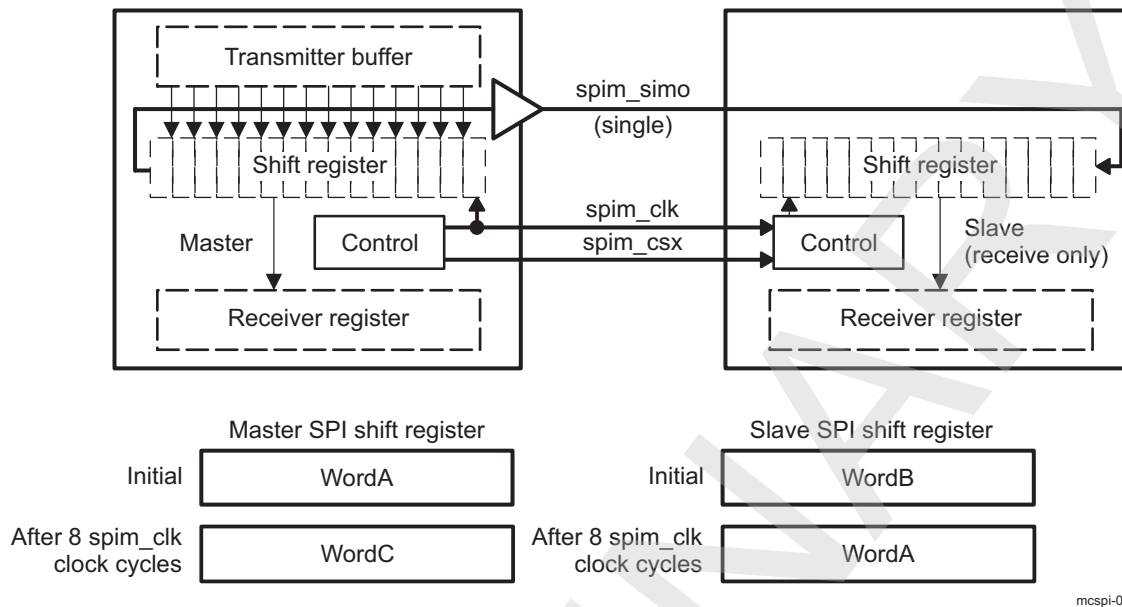 Transmitter buffer
spim_simo
(single)
Shift register
Shift register
spim_clk
Master
Control
spim_csx
Control
Slave
(receive only)
Receiver register
Receiver register
Master SPI shift register
Slave SPI shift register
Initial
WordA
Initial
WordB
After 8 spim_clk
clock cycles
WordC
After 8 spim_clk
clock cycles
WordA
mcspi-0